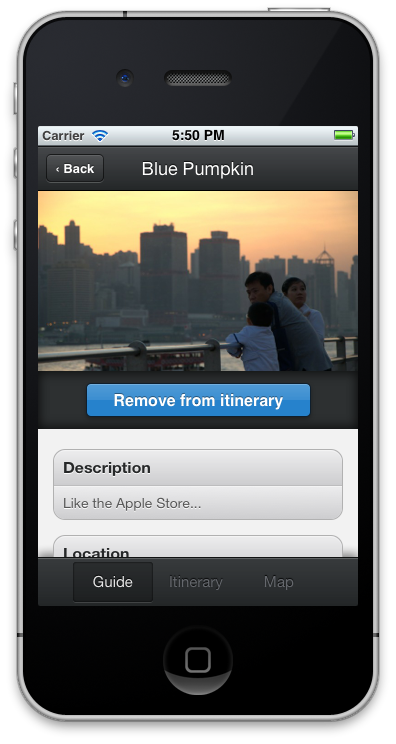 Carrier 5:50 PM
‹ Back Blue Pumpkin
Remove from itinerary
Description
Like the Apple Store...
Location
Guide Itinerary Map